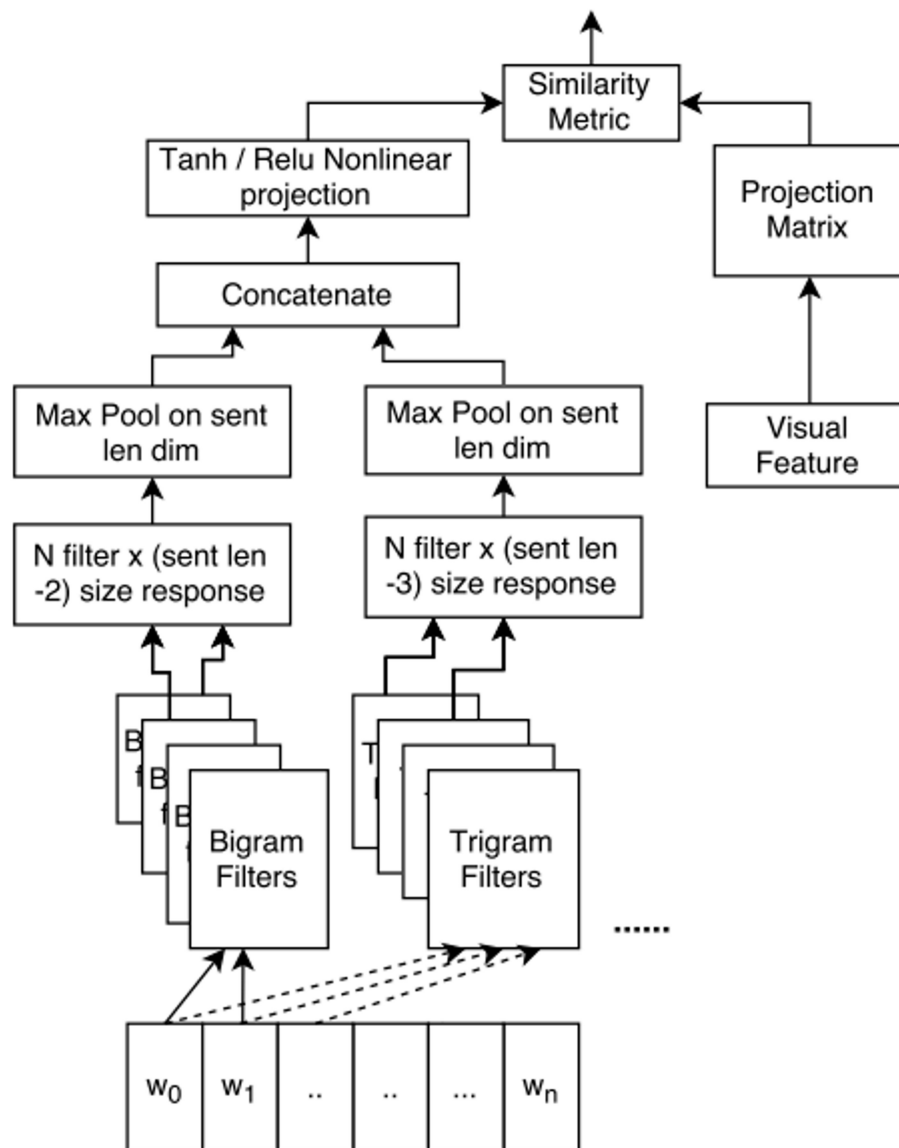 Similarity
Metric
Tanh / Relu Nonlinear
projection
Projection
Matrix
Concatenate
Max Pool on sent
len dim
Max Pool on sent
len dim
Visual
Feature
N filter x (sent len
-2) size response
N filter x (sent len
-3) size response
B
f
B
f
B
f
Bigram
Filters
T
Trigram
Filters
......
w0 w1 .. .. ... wn